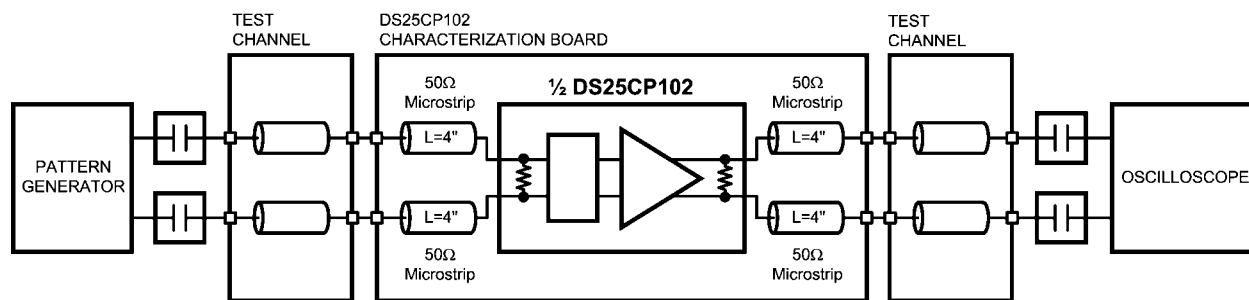 TEST
CHANNEL
DS25CP102
CHARACTERIZATION BOARD
TEST
CHANNEL
50Ω
Microstrip
½ DS25CP102
50Ω
Microstrip
L=4"
L=4"
PATTERN
GENERATOR
OSCILLOSCOPE
L=4"
L=4"
50Ω
Microstrip
50Ω
Microstrip